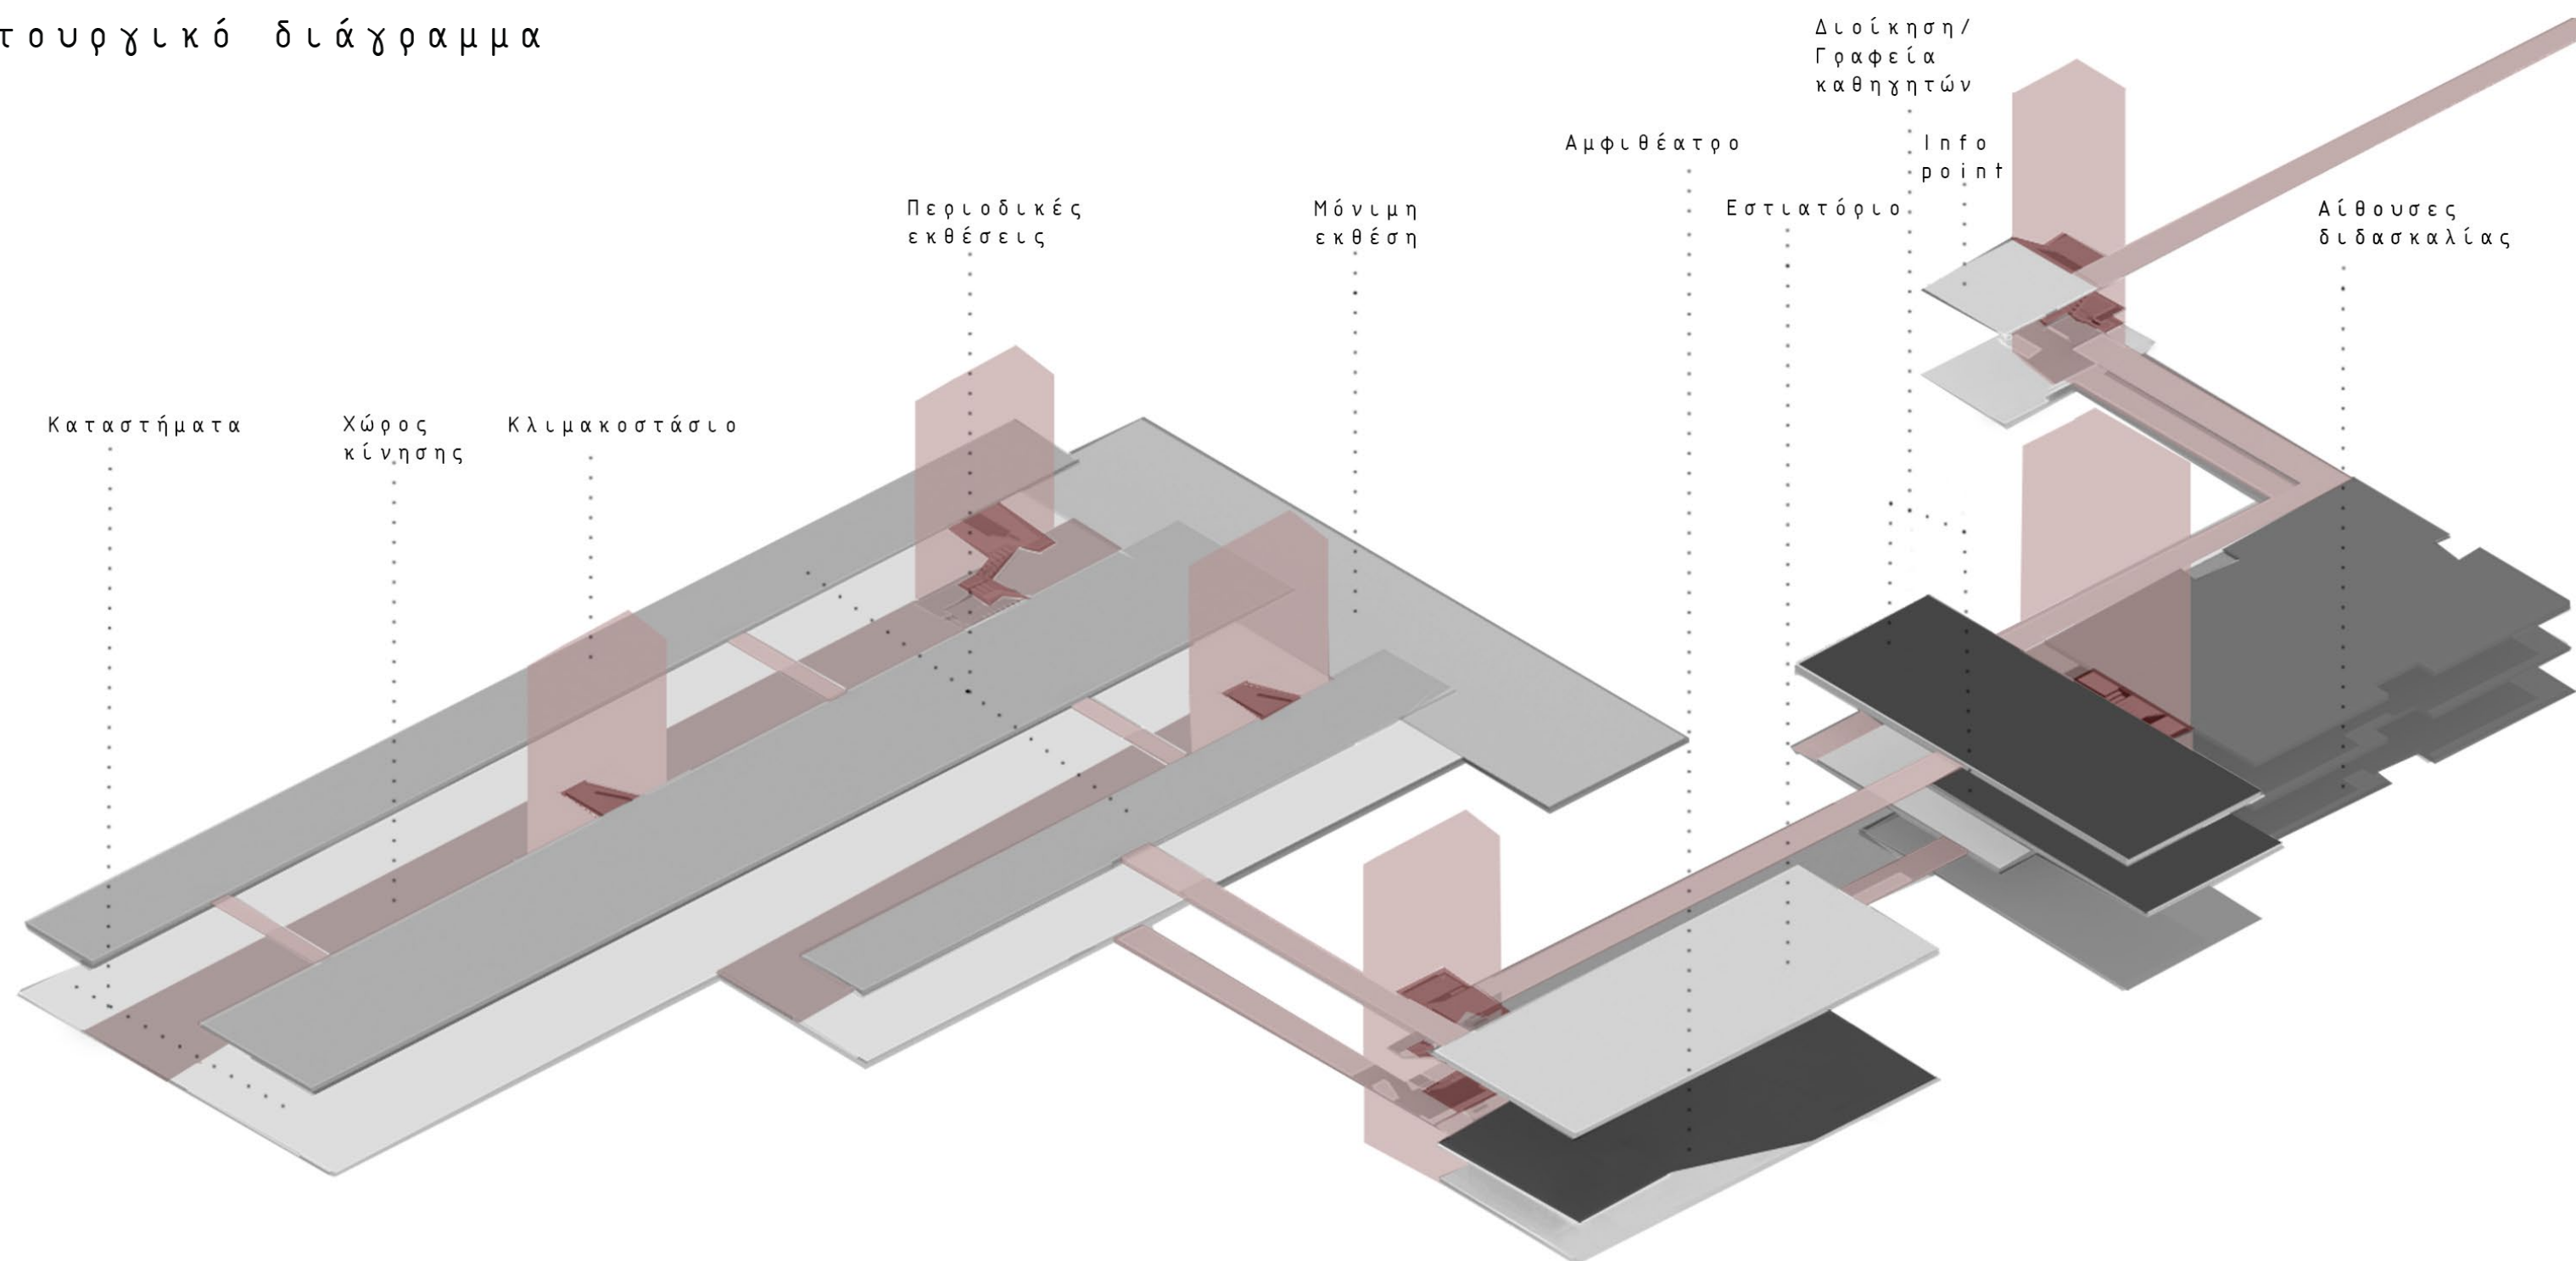 τουργικό διάγραμμα
Διοίκηση/
Γραφεία
καθηγητών
Αμφιθέατρο
Info
point
Περιοδικές
εκθέσεις
Μόνιμη
εκθέση
Εστιατόριο
Αίθουσες
διδασκαλίας
Καταστήματα
Χώρος
κίνησης
Κλιμακοστάσιο